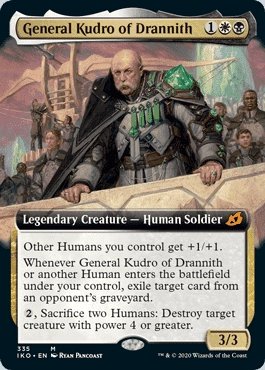 General Kudro of Drannith 1
Legendary Creature — Human Soldier
Other Humans you control get +1/+1.
Whenever General Kudro of Drannith
or another Human enters the battlefield
under your control, exile target card from
an opponent's graveyard.
2, Sacrifice two Humans: Destroy target
creature with power 4 or greater.
3/3
335 M
IKO • EN RYAN PANCOAST
™ & © 2020 Wizards of the Coast